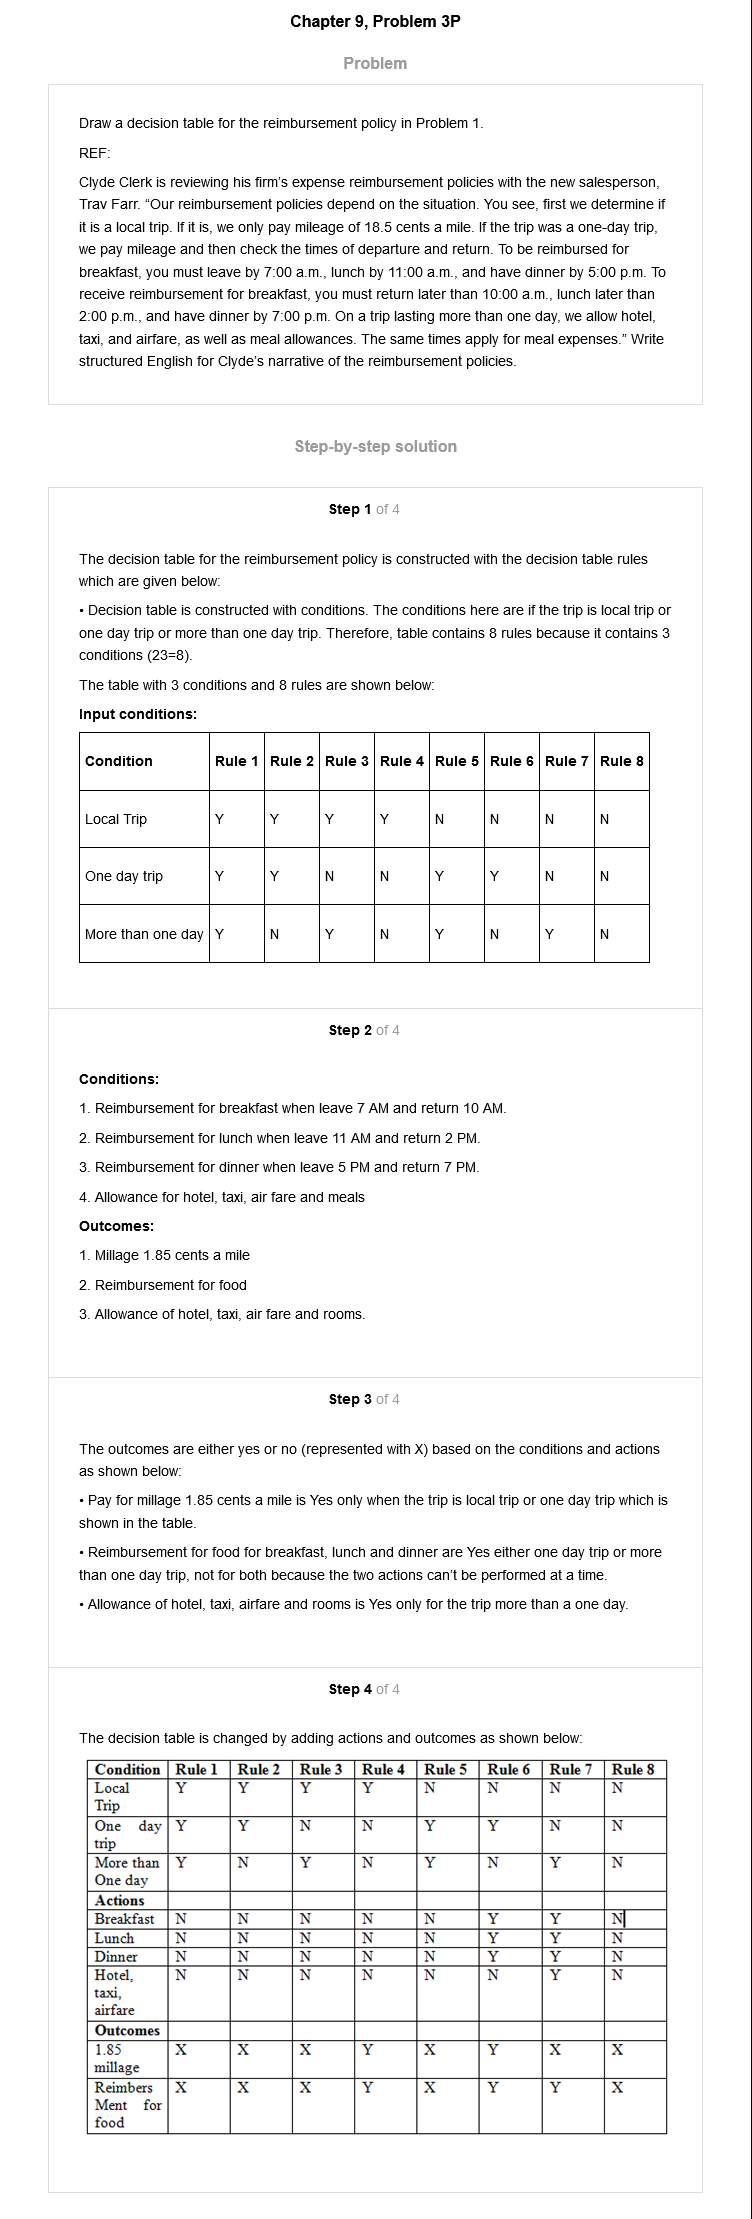 Chapter 9, Problem 3P
Problem
Draw a decision table for the reimbursement policy in Problem 1.
REF:
Clyde Clerk is reviewing his firm's expense reimbursement policies with the new salesperson,
Trav Farr. “Our reimbursement policies depend on the situation. You see, first we determine if
it is a local trip. If it is, we only pay mileage of 18.5 cents a mile. If the trip was a one-day trip,
we pay mileage and then check the times of departure and return. To be reimbursed for
breakfast, you must leave by 7:00 a.m., lunch by 11:00 a.m., and have dinner by 5:00 p.m. To
receive reimbursement for breakfast, you must return later than 10:00 a.m., lunch later than
2:00 p.m., and have dinner by 7:00 p.m. On a trip lasting more than one day, we allow hotel,
taxi, and airfare, as well as meal allowances. The same times apply for meal expenses.” Write
structured English for Clyde's narrative of the reimbursement policies.
Step-by-step solution
Step 1 of 4
The decision table for the reimbursement policy is constructed with the decision table rules
which are given below:
• Decision table is constructed with conditions. The conditions here are if the trip is local trip or
one day trip or more than one day trip. Therefore, table contains 8 rules because it contains 3
conditions (23=8).
The table with 3 conditions and 8 rules are shown below:
Input conditions:
Condition Rule 1 Rule 2 Rule 3 Rule 4 Rule 5 Rule 6 Rule 7 Rule 8
Local Trip Y Y Y Y N N N N
One day trip Y Y N N Y Y N N
More than one day Y N Y N Y N Y N
Step 2 of 4
Conditions:
1. Reimbursement for breakfast when leave 7 AM and return 10 AM.
2. Reimbursement for lunch when leave 11 AM and return 2 PM.
3. Reimbursement for dinner when leave 5 PM and return 7 PM.
4. Allowance for hotel, taxi, air fare and meals
Outcomes:
1. Millage 1.85 cents a mile
2. Reimbursement for food
3. Allowance of hotel, taxi, air fare and rooms.
Step 3 of 4
The outcomes are either yes or no (represented with X) based on the conditions and actions
as shown below:
• Pay for millage 1.85 cents a mile is Yes only when the trip is local trip or one day trip which is
shown in the table.
• Reimbursement for food for breakfast, lunch and dinner are Yes either one day trip or more
than one day trip, not for both because the two actions can't be performed at a time.
• Allowance of hotel, taxi, airfare and rooms is Yes only for the trip more than a one day.
Step 4 of 4
The decision table is changed by adding actions and outcomes as shown below:
Condition Rule 1 Rule 2 Rule 3 Rule 4 Rule 5 Rule 6 Rule 7 Rule 8
Local Y Y Y Y N N N N
Trip
One day Y Y N N Y Y N N
trip
More than Y N Y N Y N Y N
One day
Actions
Breakfast N N N N N Y Y N
Lunch N N N N N Y Y N
Dinner N N N N N Y Y N
Hotel, N N N N N N Y N
taxi,
airfare
Outcomes
1.85 X X X Y X Y X X
millage
Reimbers X X X Y X Y Y X
Ment for
food